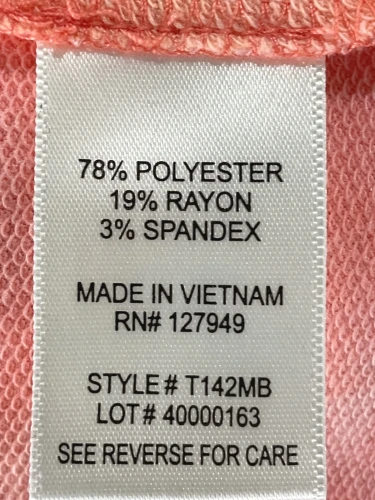 78% POLYESTER
19% RAYON
3% SPANDEX
MADE IN VIETNAM
RN# 127949
STYLE# T142MB
LOT# 40000163
SEE REVERSE FOR CARE